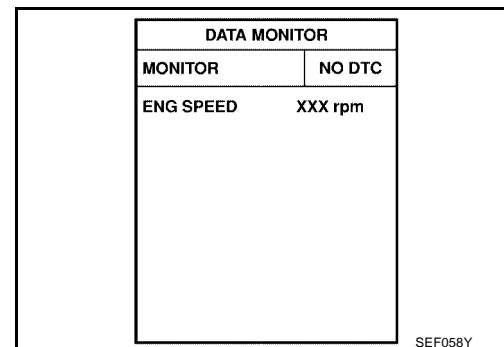 DATA MONITOR
MONITOR NO DTC
ENG SPEED XXX rpm
SEF058Y